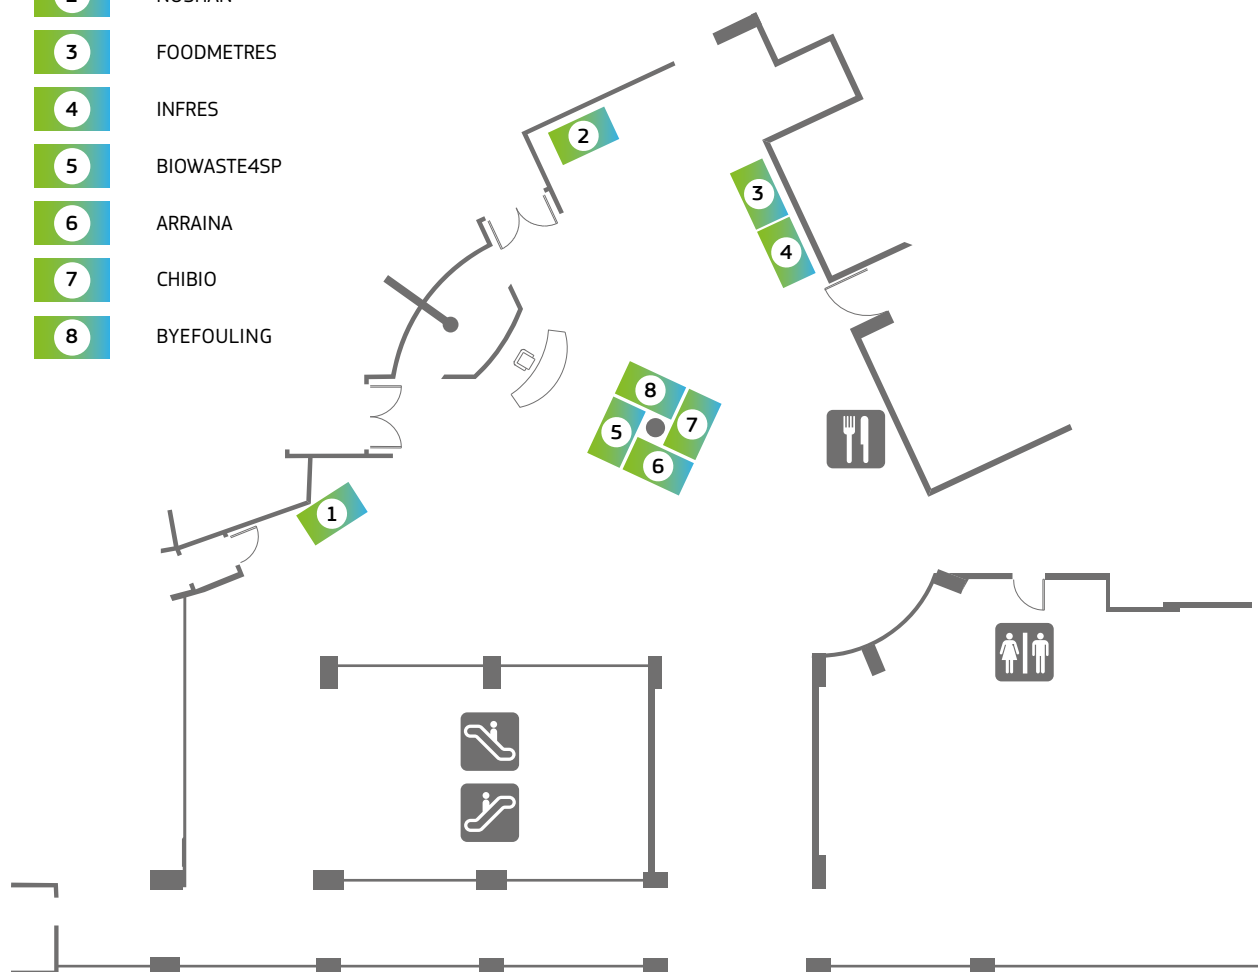 3 FOODMETRES
4 INFRES
5 BIOWASTE4SP
6 ARRAINA
7 CHIBIO
8 BYEFOULING
2
3
4
8
7
5
6
1